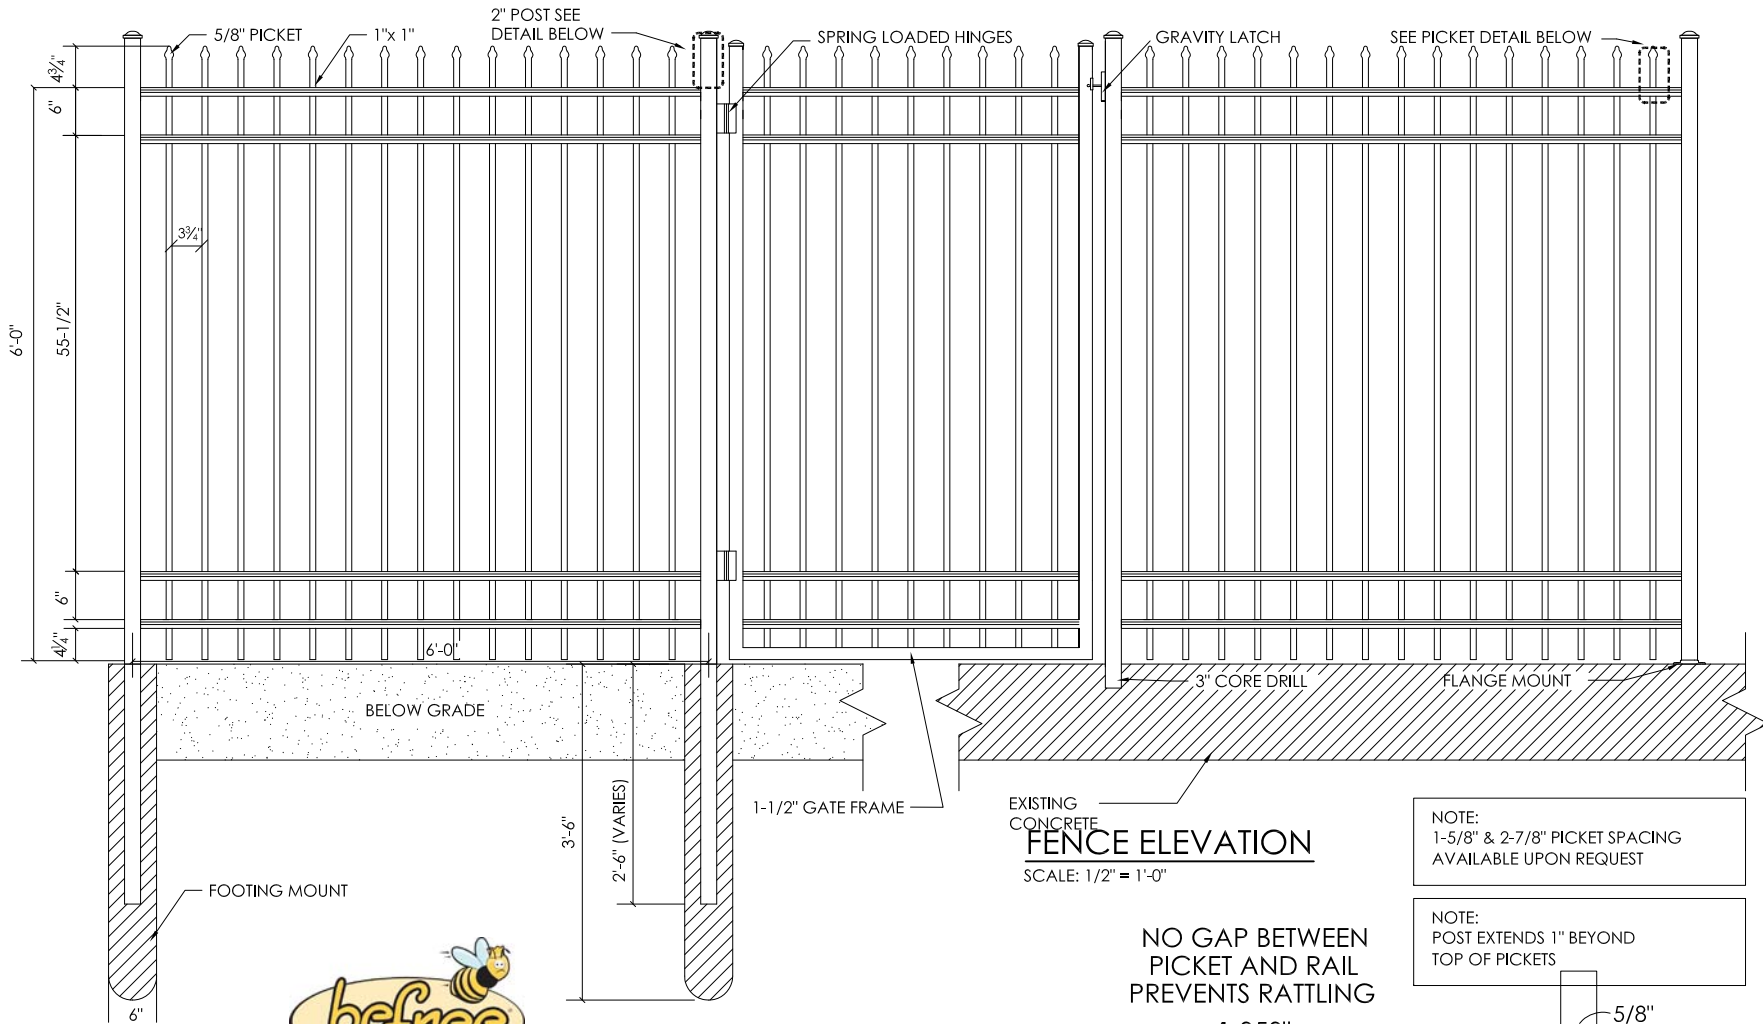 2" POST SEE
DETAIL BELOW
5/8" PICKET
1"x 1"
SPRING LOADED HINGES
GRAVITY LATCH
SEE PICKET DETAIL BELOW
4¾"
6"
3¾"
6'-0"
55-1/2"
6"
4¼"
6'-0"
BELOW GRADE
3" CORE DRILL
FLANGE MOUNT
3'-6"
2'-6" (VARIES)
1-1/2" GATE FRAME
EXISTING
CONCRETE
FENCE ELEVATION
SCALE: 1/2" = 1'-0"
NOTE:
1-5/8" & 2-7/8" PICKET SPACING
AVAILABLE UPON REQUEST
FOOTING MOUNT
NOTE:
POST EXTENDS 1" BEYOND
TOP OF PICKETS
NO GAP BETWEEN
PICKET AND RAIL
PREVENTS RATTLING
befree
6"
5/8"